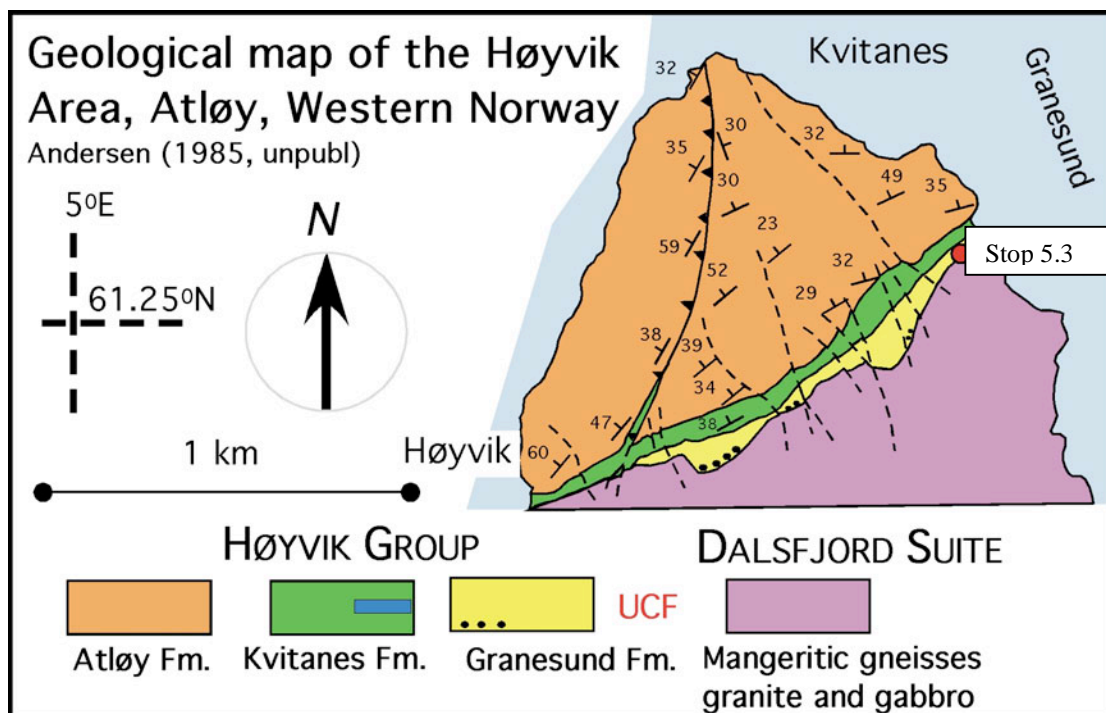 Geological map of the Høyvik
Area, Atløy, Western Norway
Andersen (1985, unpubl)
5⁰E
61.25⁰N
N
1 km
Høyvik
Kvitanes
Granesund
Stop 5.3
32
30
35
30
32
49
35
23
59
52
32
29
38
39
34
38
47
60
HØYVIK GROUP
DALSFJORD SUITE
UCF
Atløy Fm.
Kvitanes Fm.
Granesund Fm.
Mangeritic gneisses
granite and gabbro